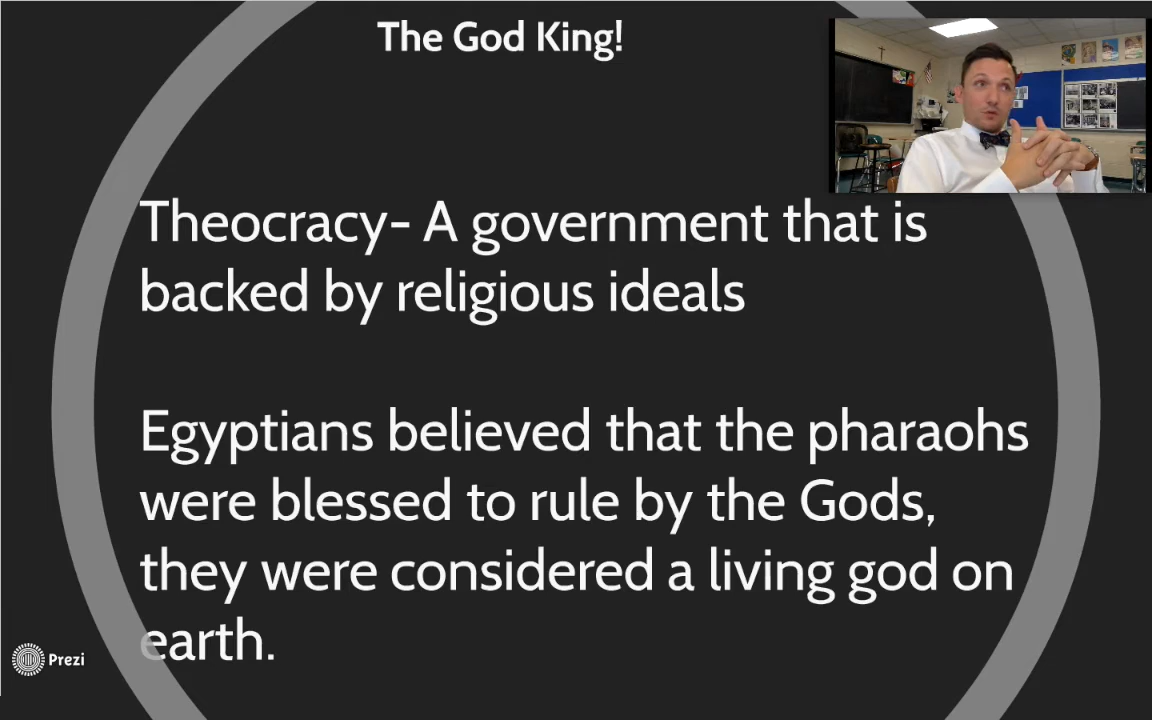 The God King!
Theocracy- A government that is
backed by religious ideals
Egyptians believed that the pharaohs
were blessed to rule by the Gods,
they were considered a living god on
earth.
Prezi